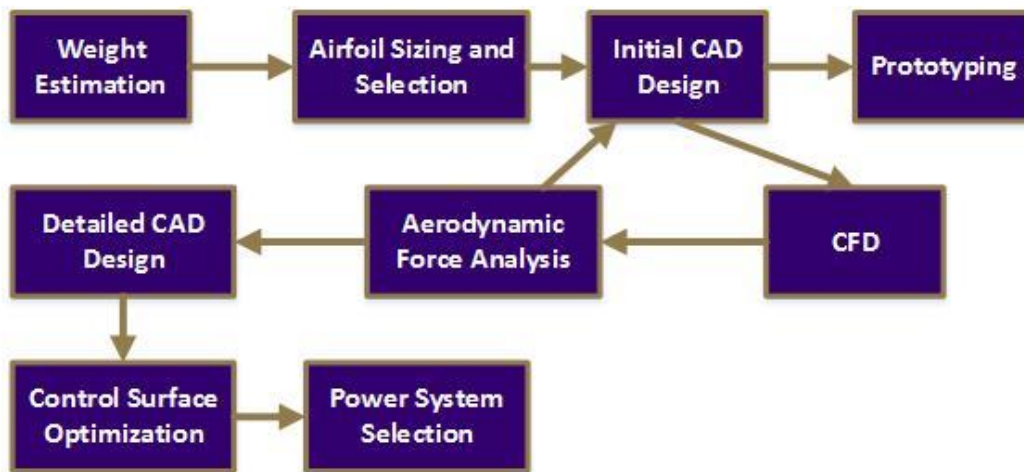 Weight
Estimation
Airfoil Sizing and
Selection
Initial CAD
Design
Prototyping
Detailed CAD
Design
Aerodynamic
Force Analysis
CFD
Control Surface
Optimization
Power System
Selection